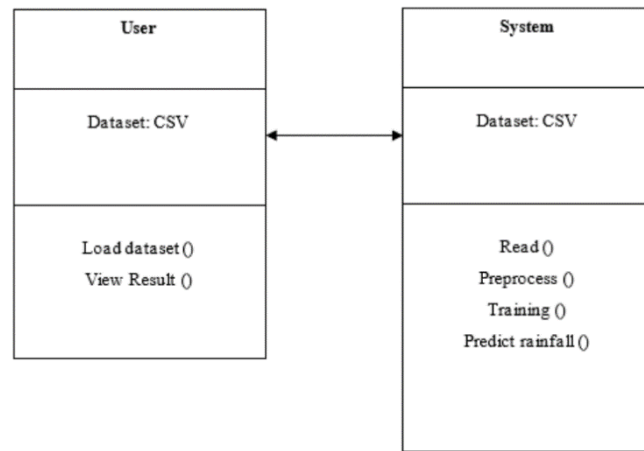 User
Dataset: CSV
Load dataset ()
View Result ()
System
Dataset: CSV
Read ()
Preprocess ()
Training ()
Predict rainfall ()